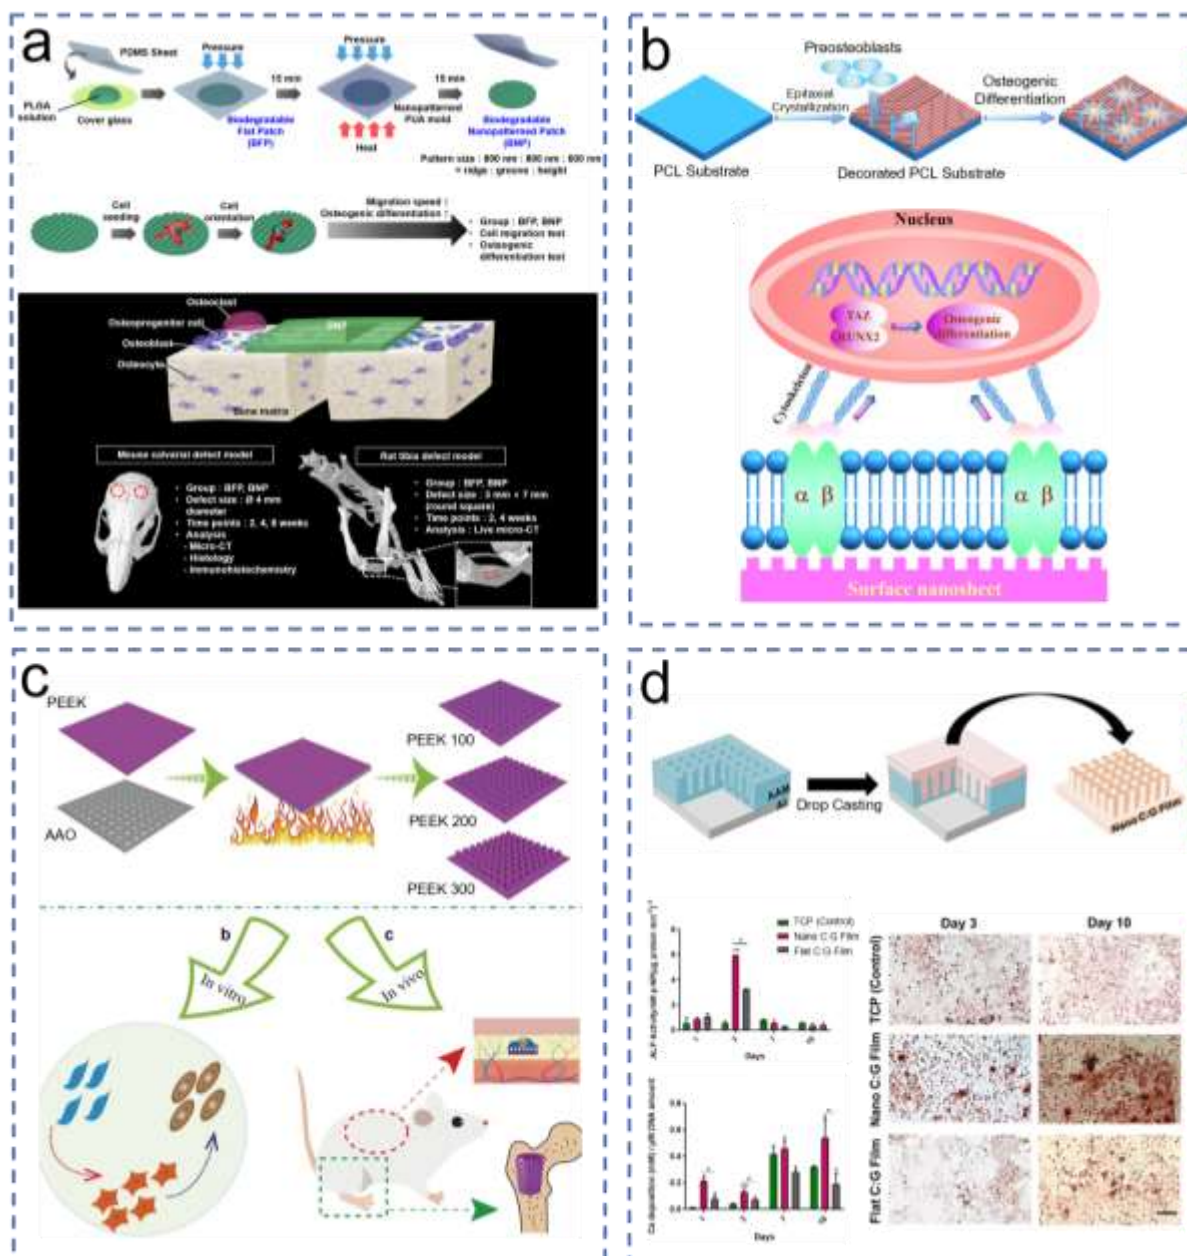 a
PDMS Sheet
PLGA
solution
Cover glass
Pressure
15 min
Biodegradable
Flat Patch
(BFP)
Pressure
Heat
15 min
Nanopatterned
PUA mold
Biodegradable
Nanopatterned Patch
(BNP)
Pattern size : 800 nm : 800 nm : 600 nm
= ridge : groove : height
Cell
seeding
Cell
orientation
Migration speed ↑
Osteogenic differentiation ↑
• Group : BFP, BNP
• Cell migration test
• Osteogenic
differentiation test
Osteoclast
Osteoprogenitor cell
Osteoblast
Osteocyte
BNP
Bone matrix
Mouse calvarial defect model
• Group : BFP, BNP
• Defect size : Ø 4 mm
diameter
• Time points : 2, 4, 8 weeks
• Analysis
- Micro-CT
- Histology
- Immunohistochemistry
Rat tibia defect model
• Group : BFP, BNP
• Defect size : 3 mm × 7 mm
(round square)
• Time points : 2, 4 weeks
• Analysis : Live micro-CT
b
Preosteoblasts
Epitaxial
Crystallization
Osteogenic
Differentiation
PCL Substrate
Decorated PCL Substrate
Nucleus
TAZ
RUNX2
Osteogenic
differentiation
Cytoskeleton
α β
α β
Surface nanosheet
c
PEEK
AAO
PEEK 100
PEEK 200
PEEK 300
b
In vitro
c
In vivo
d
AAM
Al
Drop Casting
Nano C:G Film
TCP (Control)
Nano C:G Film
Flat C:G Film
Days
Ca deposition
Days
Day 3
Day 10
TCP (Control)
Nano C:G Film
Flat C:G Film